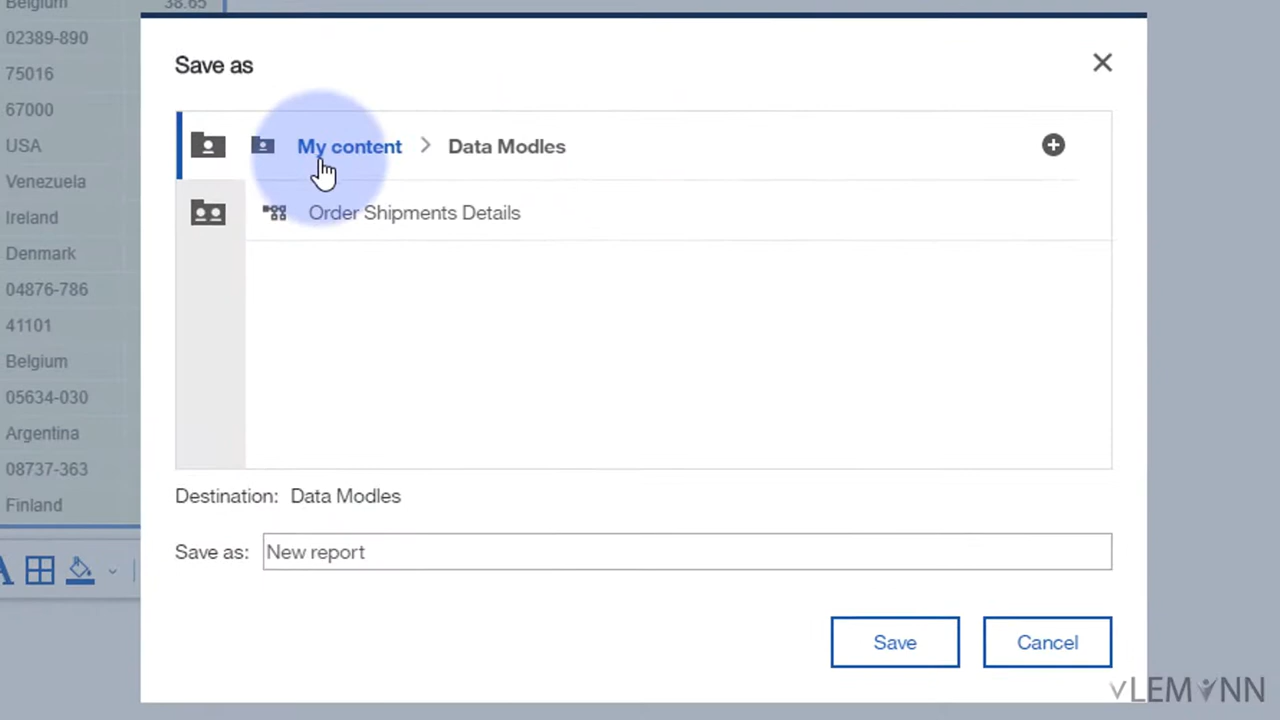 Belgium 38.65
02389-890
75016
67000
USA
Venezuela
Ireland
Denmark
04876-786
41101
Belgium
05634-030
Argentina
08737-363
Finland
Save as
My content > Data Modles
Order Shipments Details
Destination: Data Modles
Save as: New report
Save Cancel
vLEMYNN